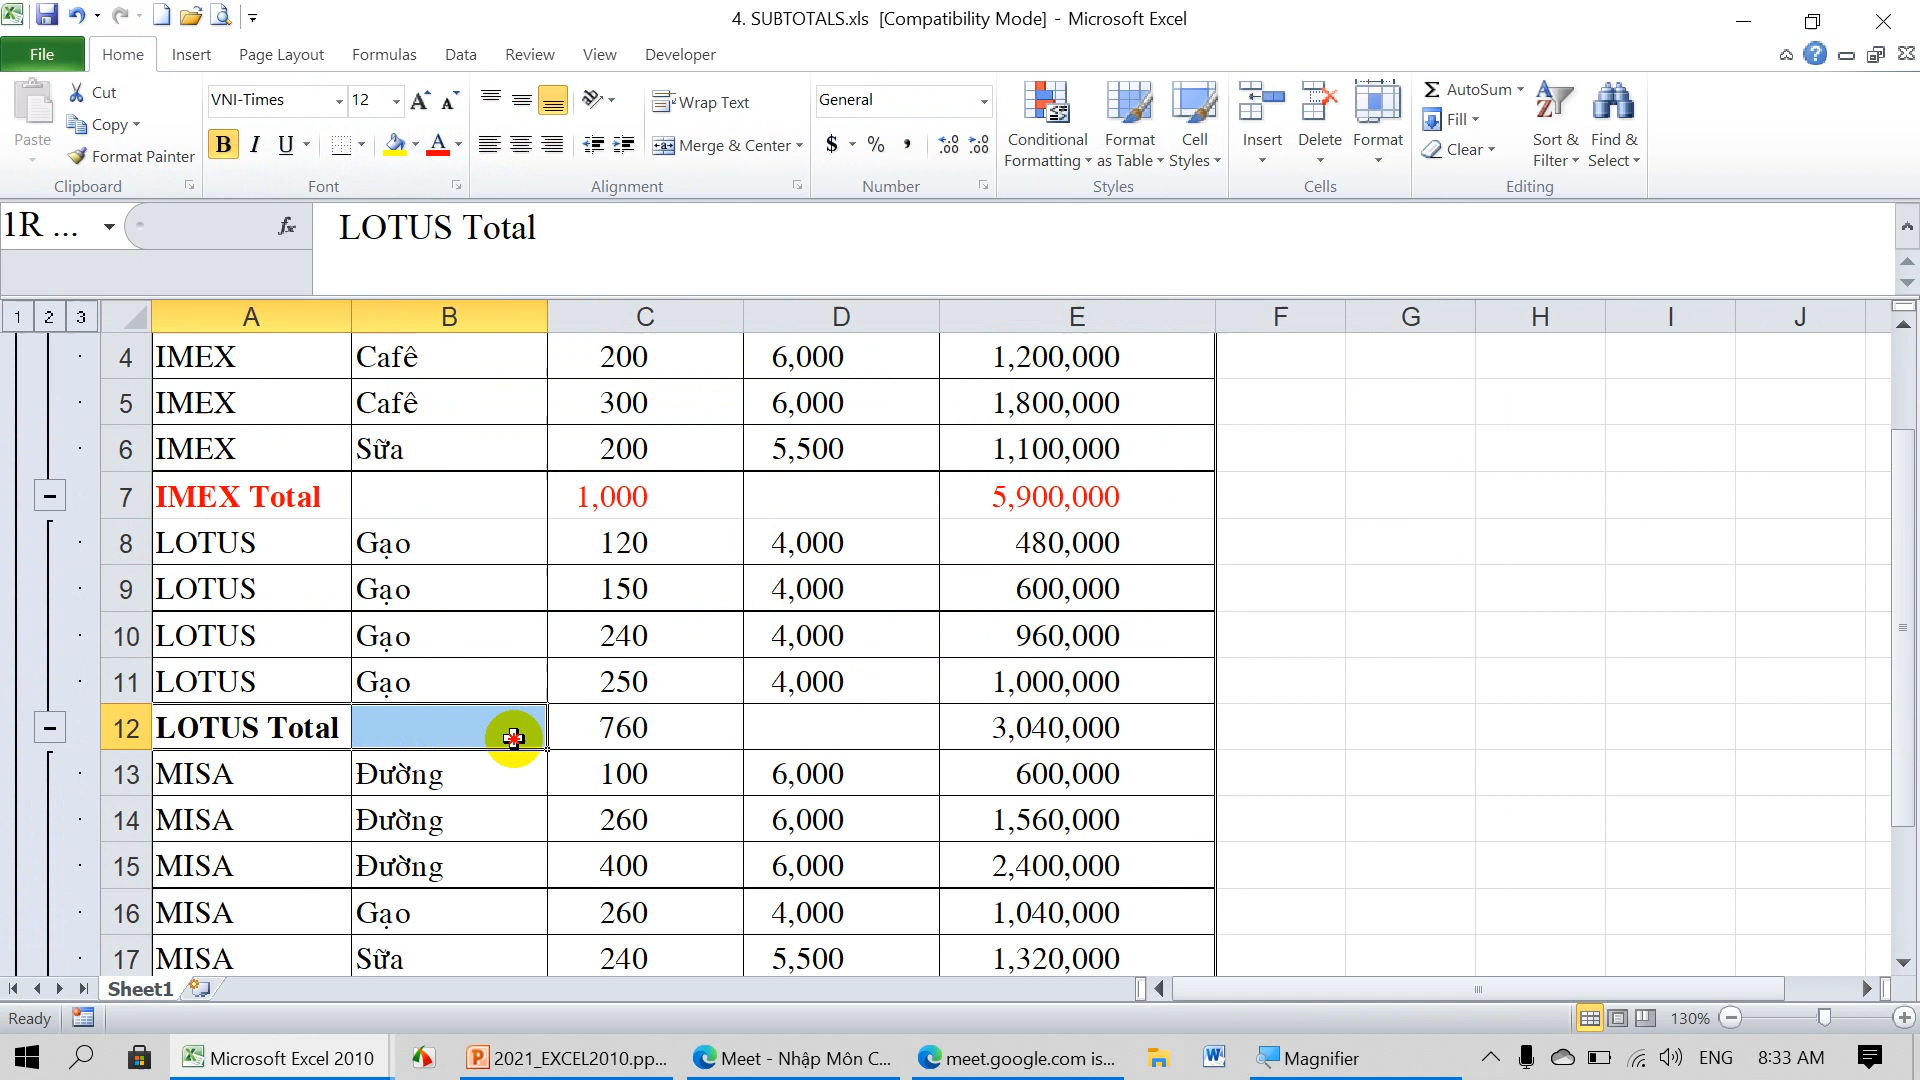 4. SUBTOTALS.xls [Compatibility Mode] - Microsoft Excel
File Home Insert Page Layout Formulas Data Review View Developer
Paste
Cut
Copy
Format Painter
Clipboard
VNI-Times 12
B I U
Font
Wrap Text
Merge & Center
Alignment
General
$ % ,
Number
Conditional Formatting
Format as Table
Cell Styles
Styles
Insert Delete Format
Cells
AutoSum
Fill
Clear
Sort & Filter
Find & Select
Editing
1R ... fx LOTUS Total
1 2 3 A B C D E F G H I J
4 IMEX Cafê 200 6,000 1,200,000
5 IMEX Cafê 300 6,000 1,800,000
6 IMEX Sữa 200 5,500 1,100,000
7 IMEX Total 1,000 5,900,000
8 LOTUS Gạo 120 4,000 480,000
9 LOTUS Gạo 150 4,000 600,000
10 LOTUS Gạo 240 4,000 960,000
11 LOTUS Gạo 250 4,000 1,000,000
12 LOTUS Total 760 3,040,000
13 MISA Đường 100 6,000 600,000
14 MISA Đường 260 6,000 1,560,000
15 MISA Đường 400 6,000 2,400,000
16 MISA Gạo 260 4,000 1,040,000
17 MISA Sữa 240 5,500 1,320,000
Sheet1
Ready 130%
Microsoft Excel 2010 2021_EXCEL2010.pp... Meet - Nhập Môn C... meet.google.com is... Magnifier ENG 8:33 AM